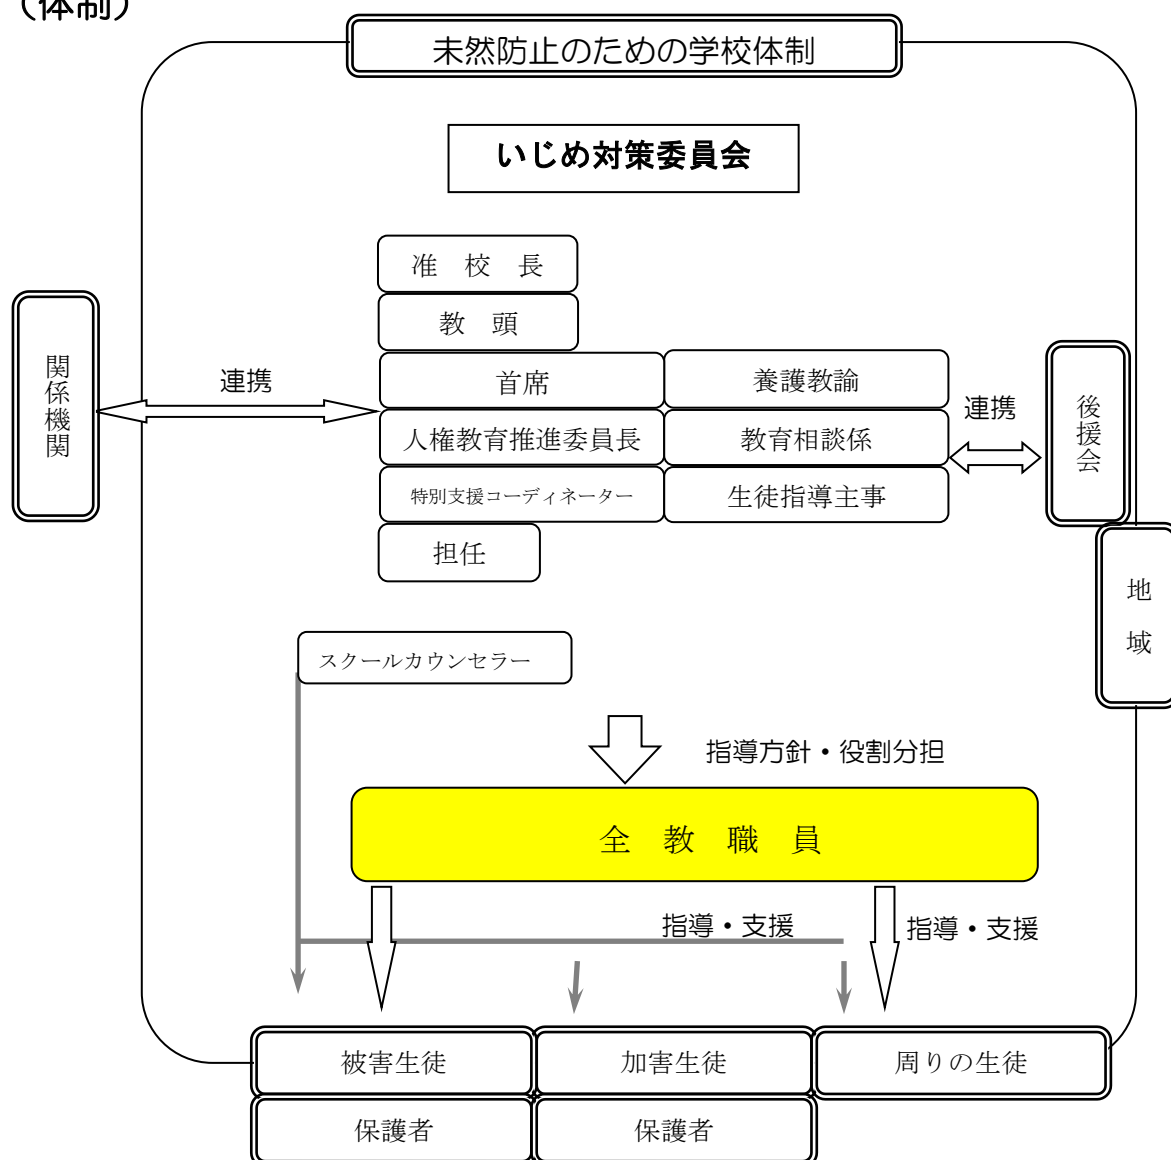 （体制）
未然防止のための学校体制
いじめ対策委員会
准　校　長
教　頭
首席
養護教諭
人権教育推進委員長
教育相談係
特別支援コーディネーター
生徒指導主事
担任
関係機関
連携
連携
後援会
地域
スクールカウンセラー
指導方針・役割分担
全　教　職　員
指導・支援
指導・支援
被害生徒
加害生徒
周りの生徒
保護者
保護者